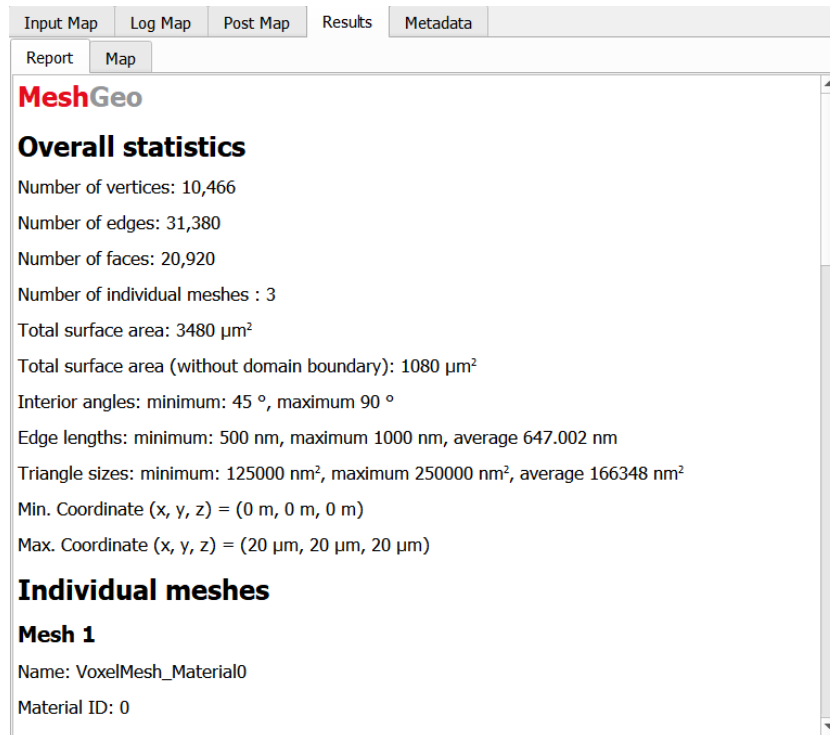 Input Map Log Map Post Map Results Metadata
Report Map
MeshGeo
Overall statistics
Number of vertices: 10,466
Number of edges: 31,380
Number of faces: 20,920
Number of individual meshes : 3
Total surface area: 3480 µm²
Total surface area (without domain boundary): 1080 µm²
Interior angles: minimum: 45 º, maximum 90 º
Edge lengths: minimum: 500 nm, maximum 1000 nm, average 647.002 nm
Triangle sizes: minimum: 125000 nm², maximum 250000 nm², average 166348 nm²
Min. Coordinate (x, y, z) = (0 m, 0 m, 0 m)
Max. Coordinate (x, y, z) = (20 µm, 20 µm, 20 µm)
Individual meshes
Mesh 1
Name: VoxelMesh_Material0
Material ID: 0